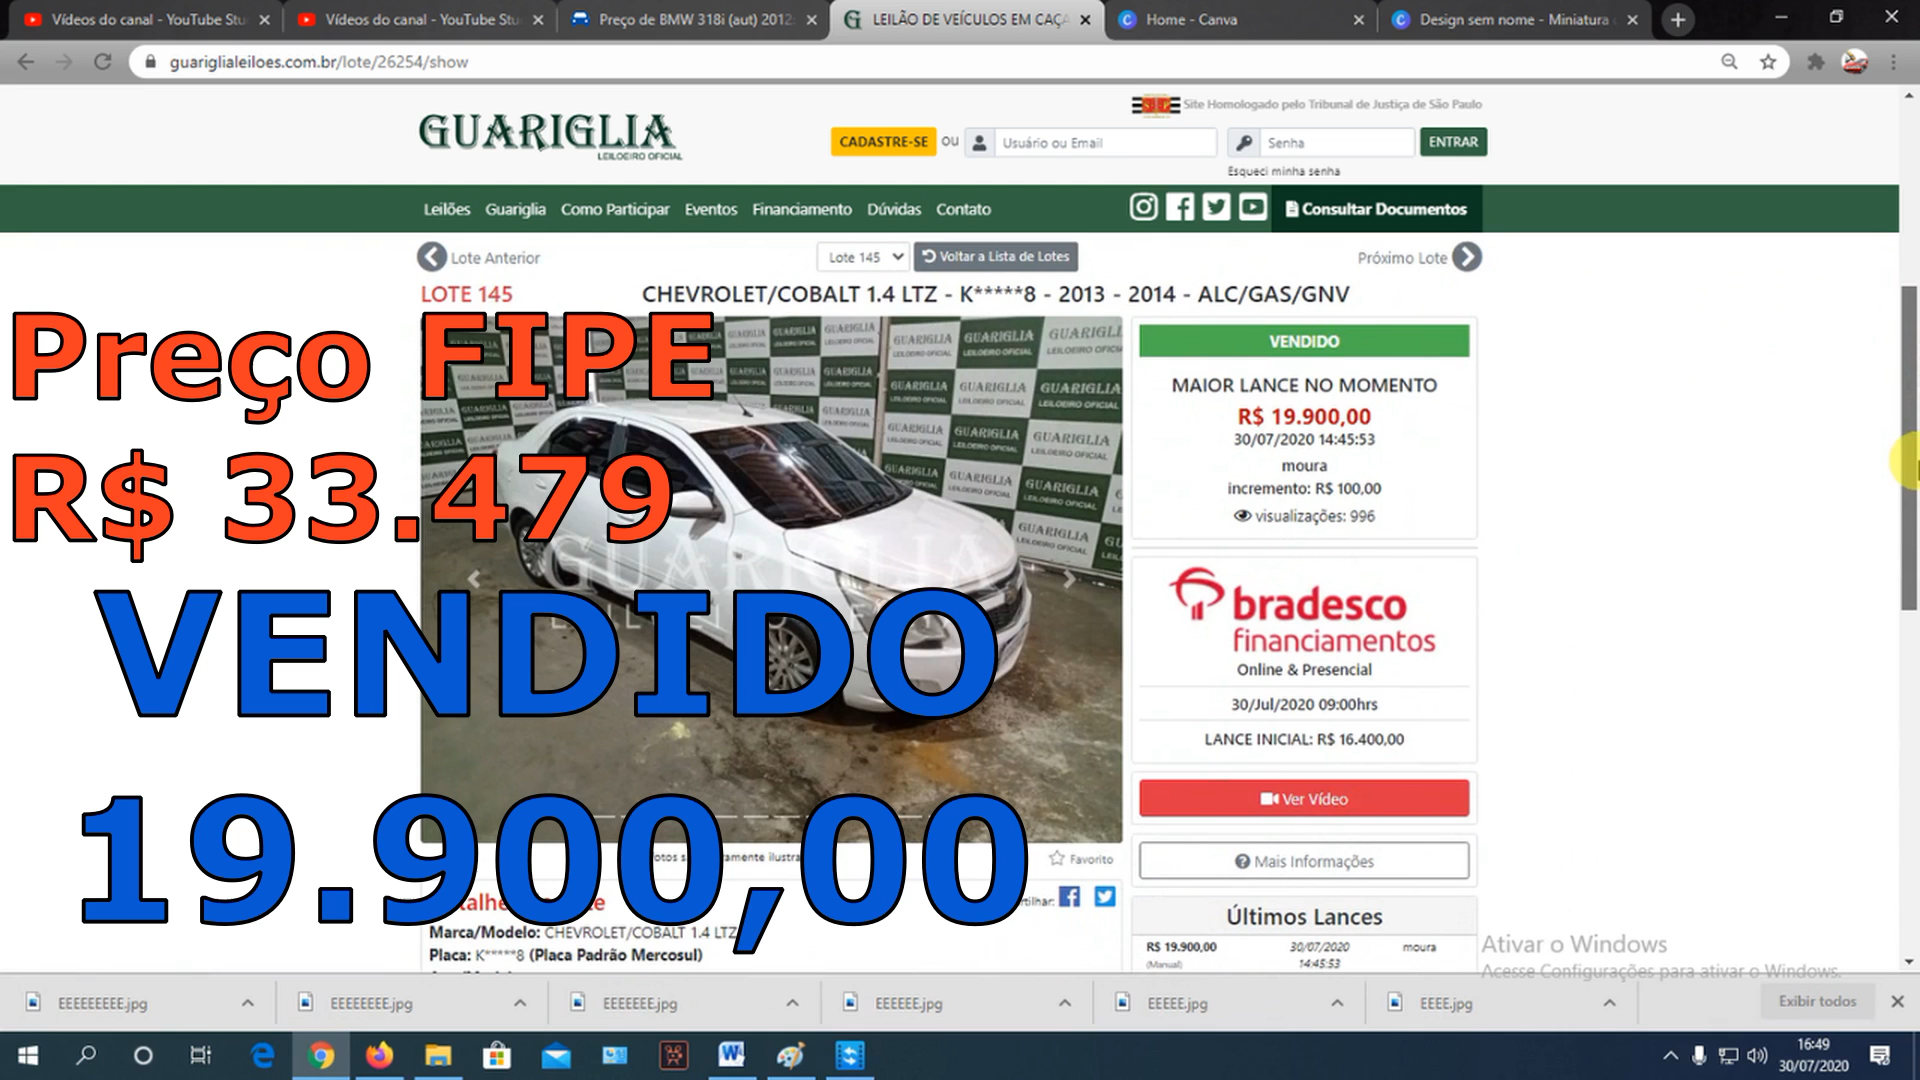 Vídeos do canal - YouTube Stu
Vídeos do canal - YouTube Stu
Preço de BMW 318i (aut) 2012
LEILÃO DE VEÍCULOS EM CAÇA
Home - Canva
Design sem nome - Miniatura
guariglialeiloes.com.br/lote/26254/show
Site Homologado pelo Tribunal de Justiça de São Paulo
GUARIGLIA
LEILOEIRO OFICIAL
CADASTRE-SE
OU
Usuário ou Email
Senha
ENTRAR
Esqueci minha senha
Leilões
Guariglia
Como Participar
Eventos
Financiamento
Dúvidas
Contato
Consultar Documentos
Lote Anterior
Lote 145
Voltar a Lista de Lotes
Próximo Lote
LOTE 145
CHEVROLET/COBALT 1.4 LTZ - K*****8 - 2013 - 2014 - ALC/GAS/GNV
Preço FIPE
R$ 33.479
VENDIDO
19.900,00
GUARIGLIA
VENDIDO
MAIOR LANCE NO MOMENTO
R$ 19.900,00
30/07/2020 14:45:53
moura
incremento: R$ 100,00
visualizações: 996
bradesco
financiamentos
Online & Presencial
30/Jul/2020 09:00hrs
LANCE INICIAL: R$ 16.400,00
Ver Vídeo
Mais Informações
Favorito
Últimos Lances
R$ 19.900,00
(Manual)
30/07/2020
14:45:53
moura
Marca/Modelo: CHEVROLET/COBALT 1.4 LTZ
Placa: K*****8 (Placa Padrão Mercosul)
Ativar o Windows
Acesse Configurações para ativar o Windows.
EEEEEEEEE.jpg
EEEEEEEE.jpg
EEEEEEE.jpg
EEEEEE.jpg
EEEEE.jpg
EEEE.jpg
Exibir todos
16:49
30/07/2020